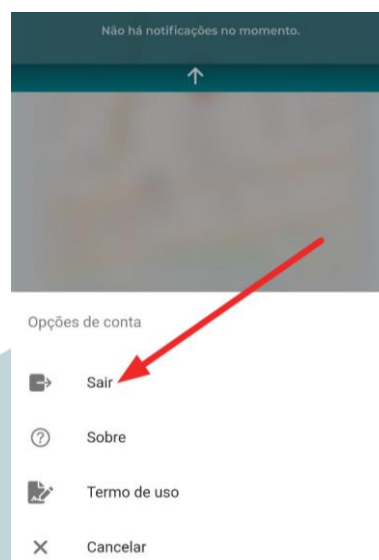 Não há notificações no momento.
Opções de conta
Sair
Sobre
Termo de uso
Cancelar